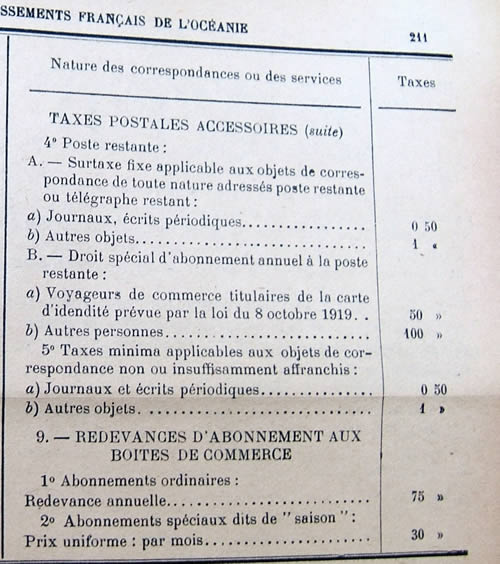 SSEMENTS FRANÇAIS DE L'OCÉANIE 211
Nature des correspondances ou des services Taxes
TAXES POSTALES ACCESSOIRES (suite)
4º Poste restante :
A. — Surtaxe fixe applicable aux objets de corres-
pondance de toute nature adressés poste restante
ou télégraphe restant :
a) Journaux, écrits périodiques.................... 0 50
b) Autres objets.................................... 1 «
B. — Droit spécial d'abonnement annuel à la poste
restante :
a) Voyageurs de commerce titulaires de la carte
d'idendité prévue par la loi du 8 octobre 1919. . 50 »
b) Autres personnes............................... 100 »
5º Taxes minima applicables aux objets de cor-
respondance non ou insuffisamment affranchis :
a) Journaux et écrits périodiques................ 0 50
b) Autres objets. ................................. 1 »
9. — REDEVANCES D'ABONNEMENT AUX
BOITES DE COMMERCE
1º Abonnements ordinaires :
Redevance annuelle............................... 75 »
2º Abonnements spéciaux dits de " saison " :
Prix uniforme : par mois.......................... 30 »